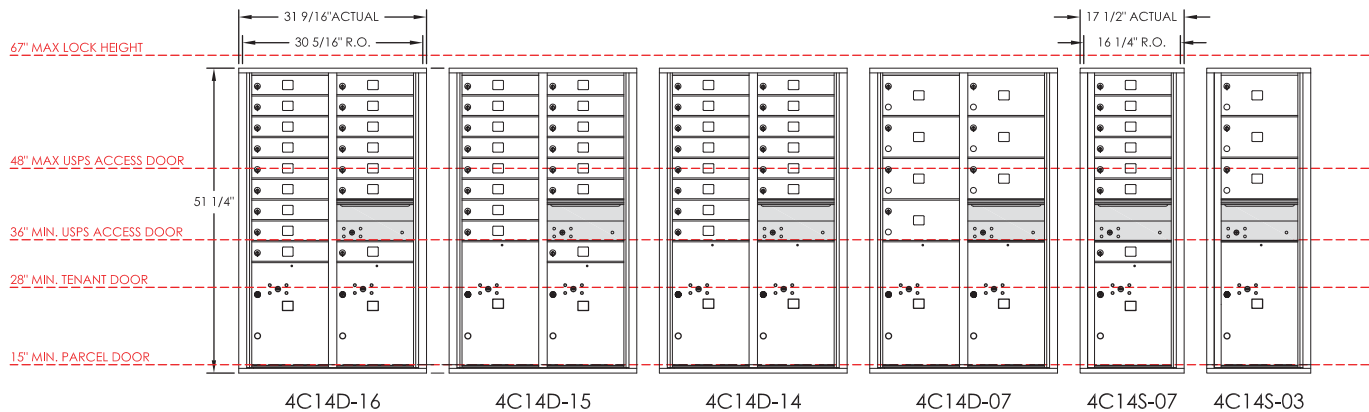 31 9/16" ACTUAL
17 1/2" ACTUAL
30 5/16" R.O.
16 1/4" R.O.
67" MAX LOCK HEIGHT
48" MAX USPS ACCESS DOOR
51 1/4"
36" MIN. USPS ACCESS DOOR
28" MIN. TENANT DOOR
15" MIN. PARCEL DOOR
4C14D-16
4C14D-15
4C14D-14
4C14D-07
4C14S-07
4C14S-03